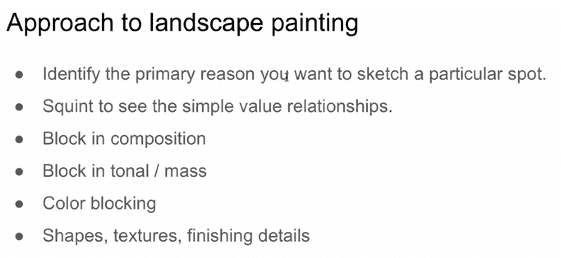 Approach to landscape painting
● Identify the primary reason you want to sketch a particular spot.
● Squint to see the simple value relationships.
● Block in composition
● Block in tonal / mass
● Color blocking
● Shapes, textures, finishing details